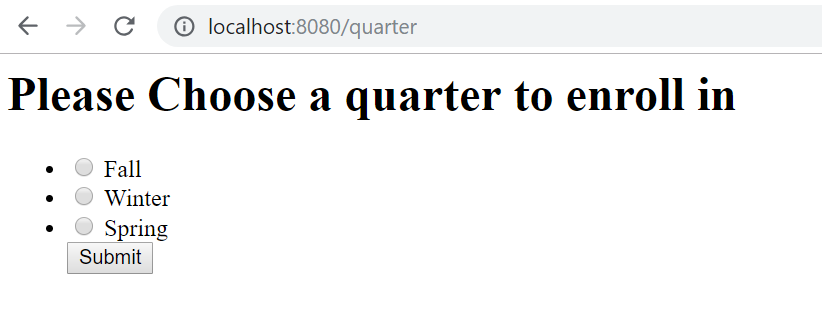 localhost:8080/quarter
Please Choose a quarter to enroll in
Fall
Winter
Spring
Submit